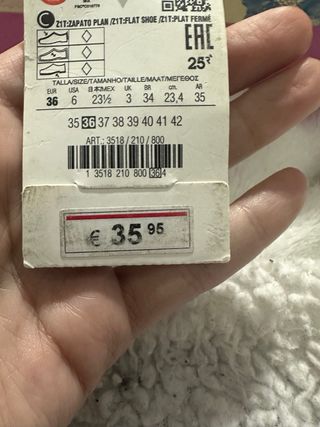 C Z1T:ZAPATO PLAN /Z1T:FLAT SHOE /Z1T:PLAT FERMÉ
EAC
25
TALLA/SIZE/TAMANHO/TAILLE/MAAT/ΜΕΓΕΘΟΣ
EUR USA 日本/MEX UK BR cm. AR
36 6 23½ 3 34 23,4 35
35 36 37 38 39 40 41 42
ART.: 3518 / 210 / 800
1 3518 210 800 36 4
€ 35 95